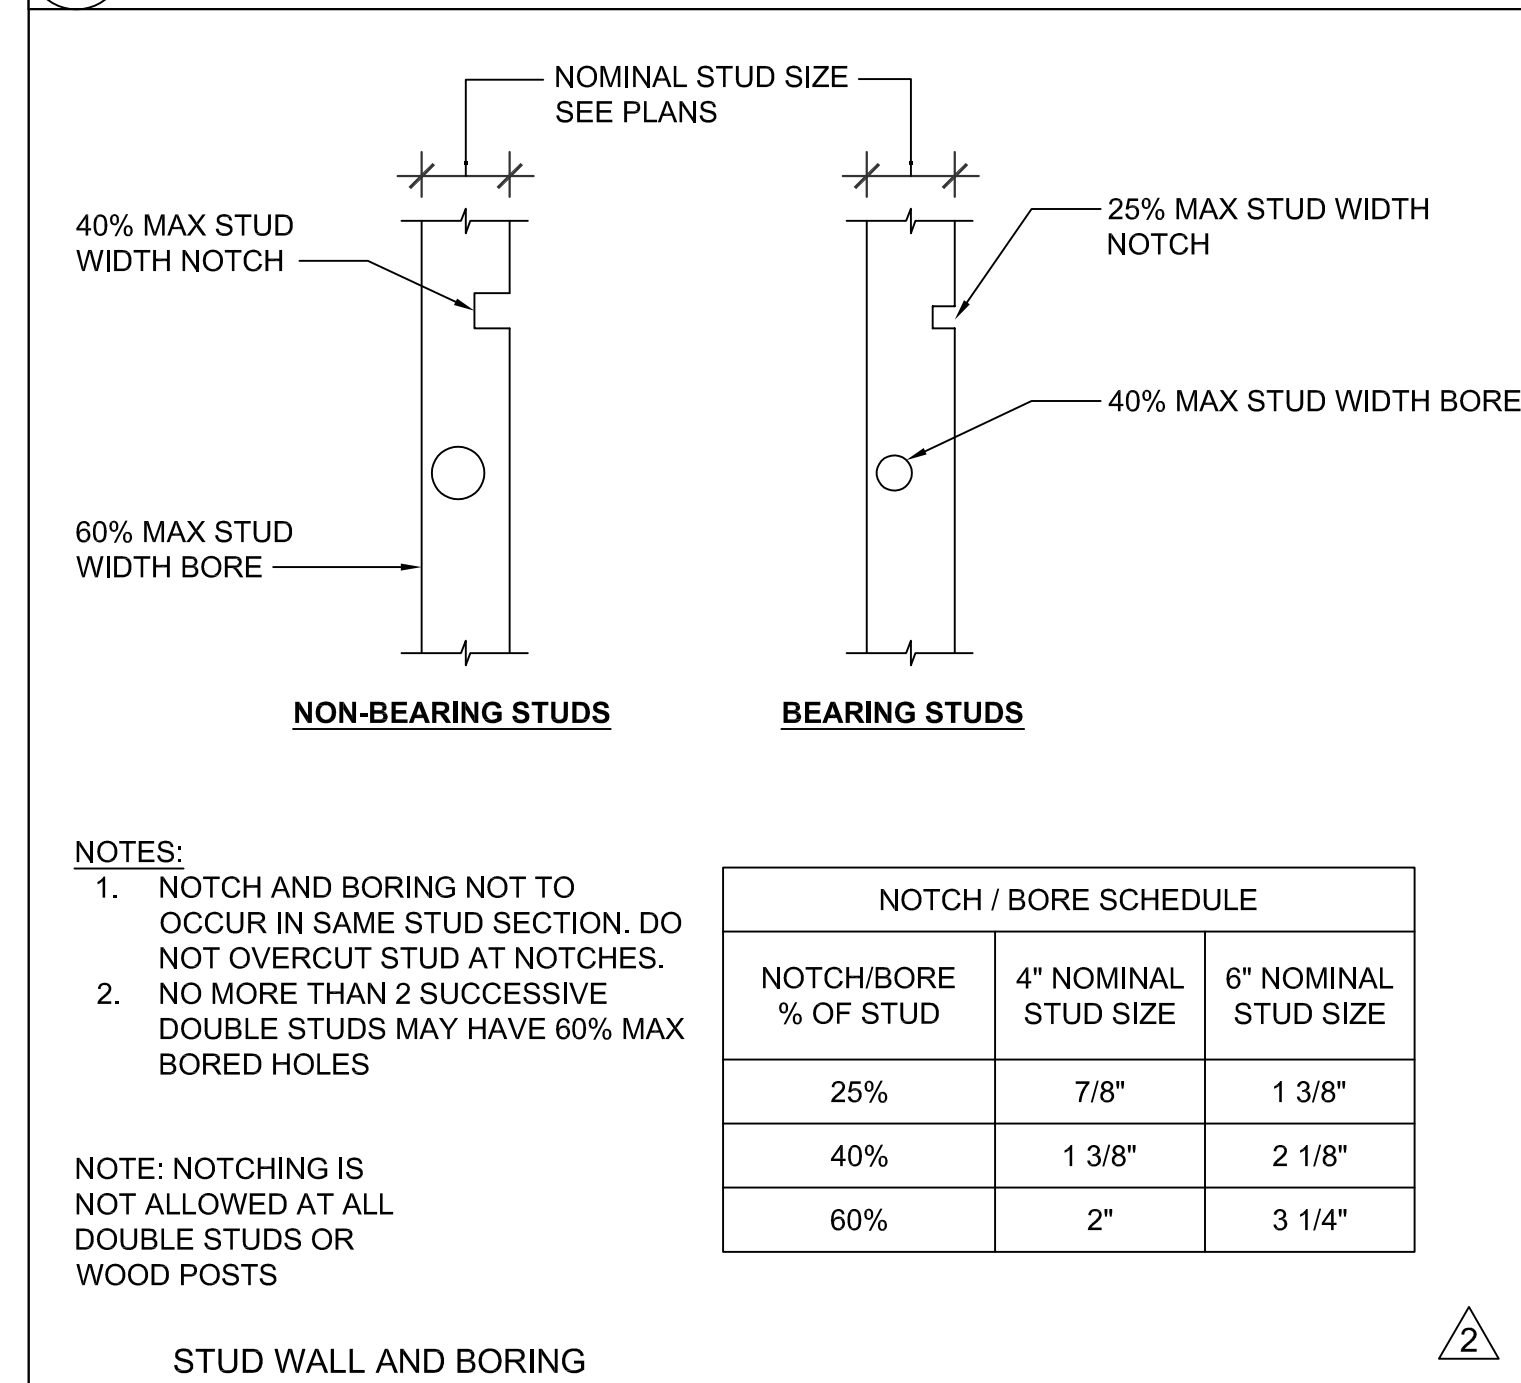 NOMINAL STUD SIZE
SEE PLANS
40% MAX STUD
WIDTH NOTCH
25% MAX STUD WIDTH
NOTCH
40% MAX STUD WIDTH BORE
60% MAX STUD
WIDTH BORE
NON-BEARING STUDS
BEARING STUDS
NOTES:
1. NOTCH AND BORING NOT TO
OCCUR IN SAME STUD SECTION. DO
NOT OVERCUT STUD AT NOTCHES.
2. NO MORE THAN 2 SUCCESSIVE
DOUBLE STUDS MAY HAVE 60% MAX
BORED HOLES
NOTE: NOTCHING IS
NOT ALLOWED AT ALL
DOUBLE STUDS OR
WOOD POSTS
NOTCH / BORE SCHEDULE
NOTCH/BORE
% OF STUD
4" NOMINAL
STUD SIZE
6" NOMINAL
STUD SIZE
25% 7/8" 1 3/8"
40% 1 3/8" 2 1/8"
60% 2" 3 1/4"
2
STUD WALL AND BORING